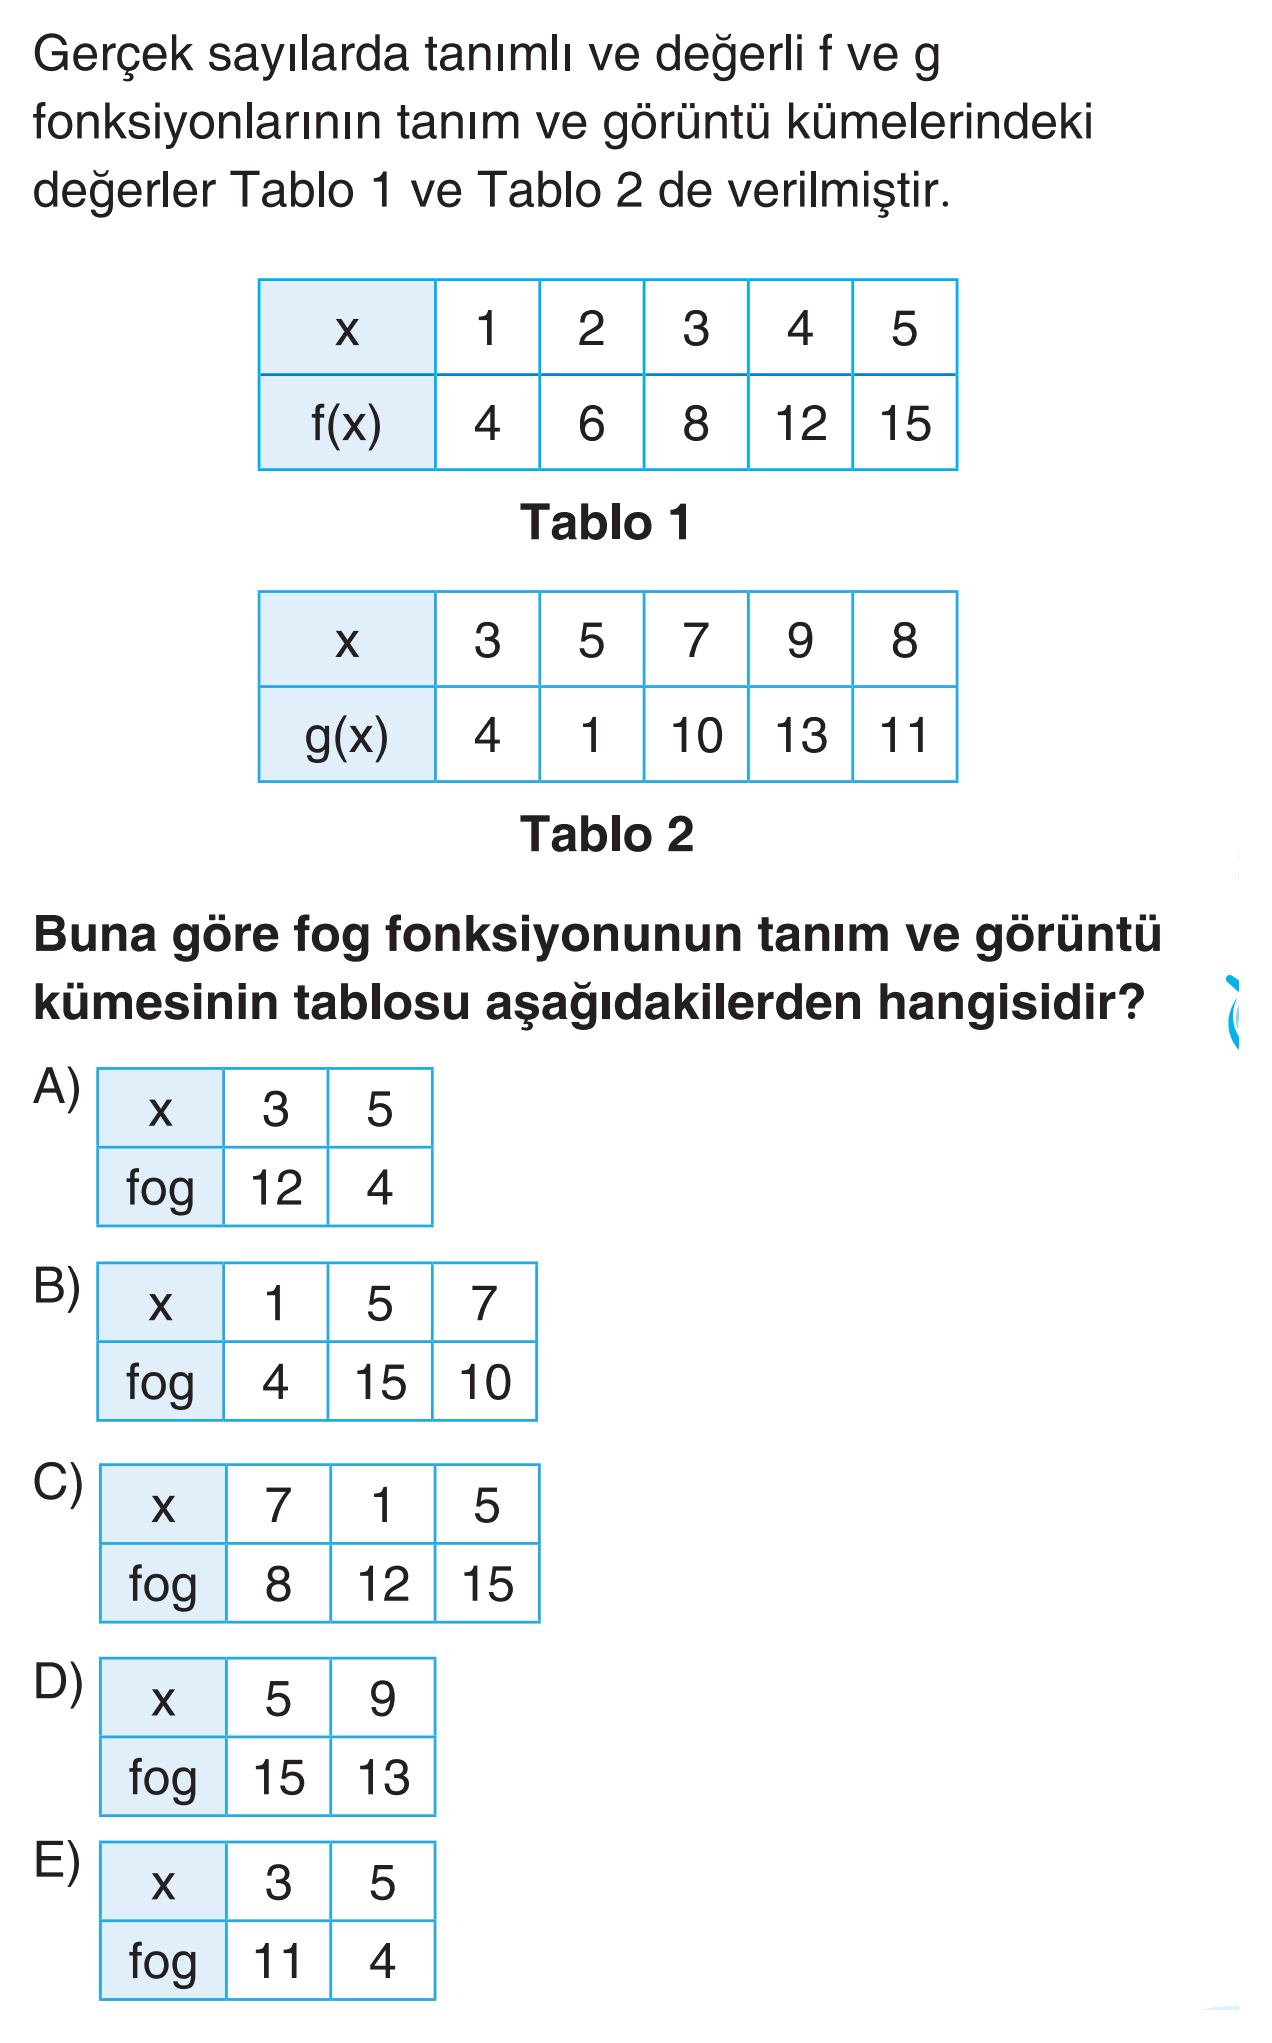 Gerçek sayılarda tanımlı ve değerli f ve g
fonksiyonlarının tanım ve görüntü kümelerindeki
değerler Tablo 1 ve Tablo 2 de verilmiştir.
x 1 2 3 4 5
f(x) 4 6 8 12 15
Tablo 1
x 3 5 7 9 8
g(x) 4 1 10 13 11
Tablo 2
Buna göre fog fonksiyonunun tanım ve görüntü
kümesinin tablosu aşağıdakilerden hangisidir?
A) x 3 5
fog 12 4
B) x 1 5 7
fog 4 15 10
C) x 7 1 5
fog 8 12 15
D) x 5 9
fog 15 13
E) x 3 5
fog 11 4